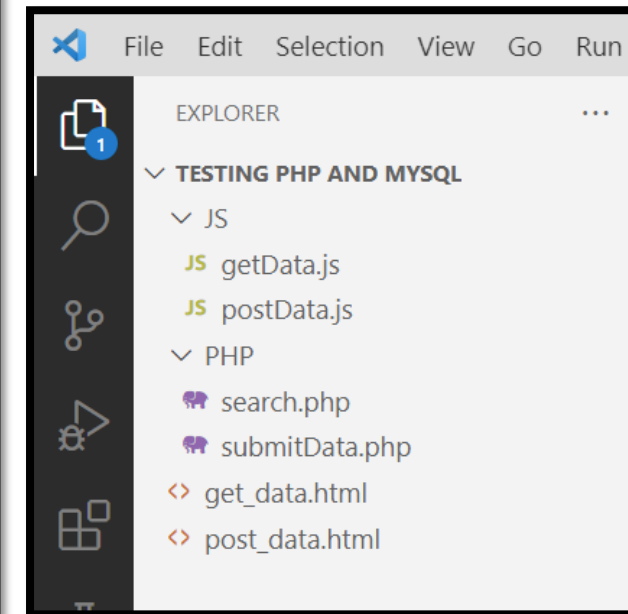 File Edit Selection View Go Run
EXPLORER ...
1
TESTING PHP AND MYSQL
JS
JS getData.js
JS postData.js
PHP
search.php
submitData.php
<> get_data.html
<> post_data.html